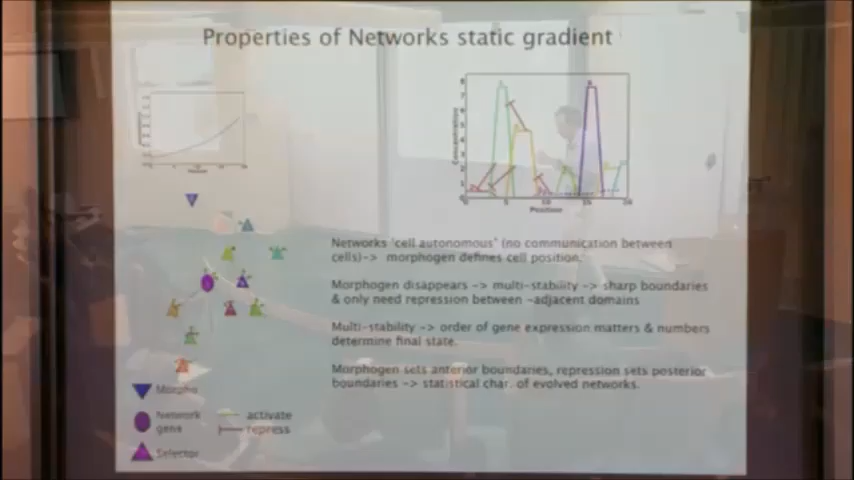 Properties of Networks static gradient
Concentration
Position
Networks 'cell autonomous' (no communication between
cells)-> morphogen defines cell position.
Morphogen disappears -> multi-stability -> sharp boundaries
& only need repression between ~adjacent domains
Multi-stability -> order of gene expression matters & numbers
determine final state.
Morphogen sets anterior boundaries, repression sets posterior
boundaries -> statistical char. of evolved networks.
Morpho
Network
gene
activate
repress
Selector